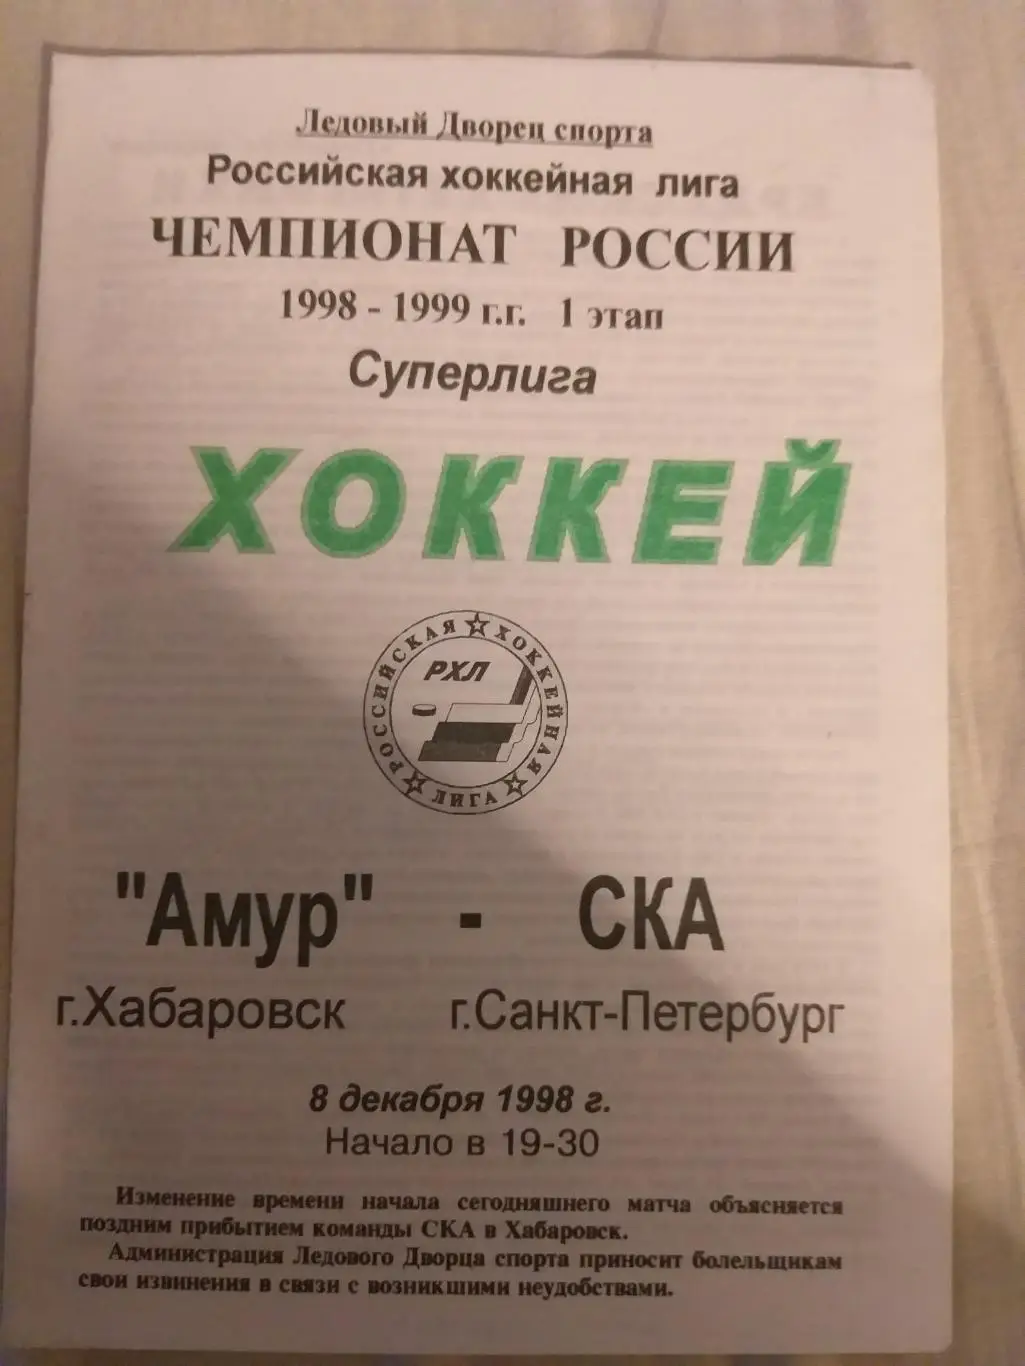 Ледовый Дворец спорта
Российская хоккейная лига
ЧЕМПИОНАТ РОССИИ
1998 - 1999 г.г. 1 этап
Суперлига
ХОККЕЙ
РОССИЙСКАЯ ХОККЕЙНАЯ ЛИГА
РХЛ
"Амур" - СКА
г.Хабаровск г.Санкт-Петербург
8 декабря 1998 г.
Начало в 19-30
Изменение времени начала сегодняшнего матча объясняется
поздним прибытием команды СКА в Хабаровск.
Администрация Ледового Дворца спорта приносит болельщикам
свои извинения в связи с возникшими неудобствами.